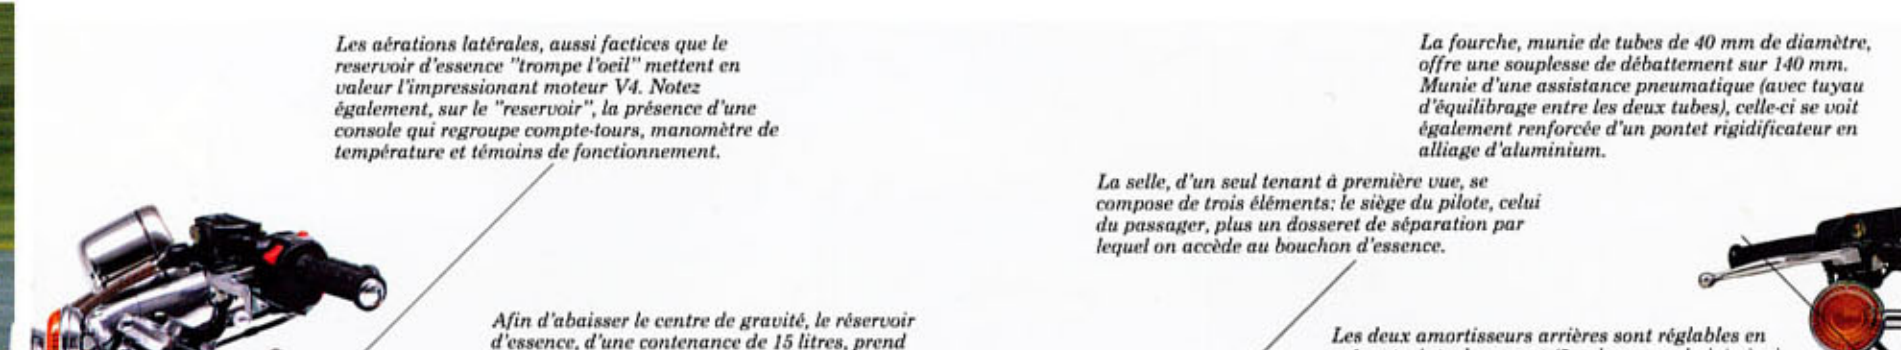 Les aérations latérales, aussi factices que le
reservoir d'essence "trompe l'oeil" mettent en
valeur l'impressionant moteur V4. Notez
également, sur le "reservoir", la présence d'une
console qui regroupe compte-tours, manomètre de
température et témoins de fonctionnement.
La fourche, munie de tubes de 40 mm de diamètre,
offre une souplesse de débattement sur 140 mm.
Munie d'une assistance pneumatique (avec tuyau
d'équilibrage entre les deux tubes), celle-ci se voit
également renforcée d'un pontet rigidificateur en
alliage d'aluminium.
La selle, d'un seul tenant à première vue, se
compose de trois éléments: le siège du pilote, celui
du passager, plus un dosseret de séparation par
lequel on accède au bouchon d'essence.
Afin d'abaisser le centre de gravité, le réservoir
d'essence, d'une contenance de 15 litres, prend
Les deux amortisseurs arrières sont réglables en